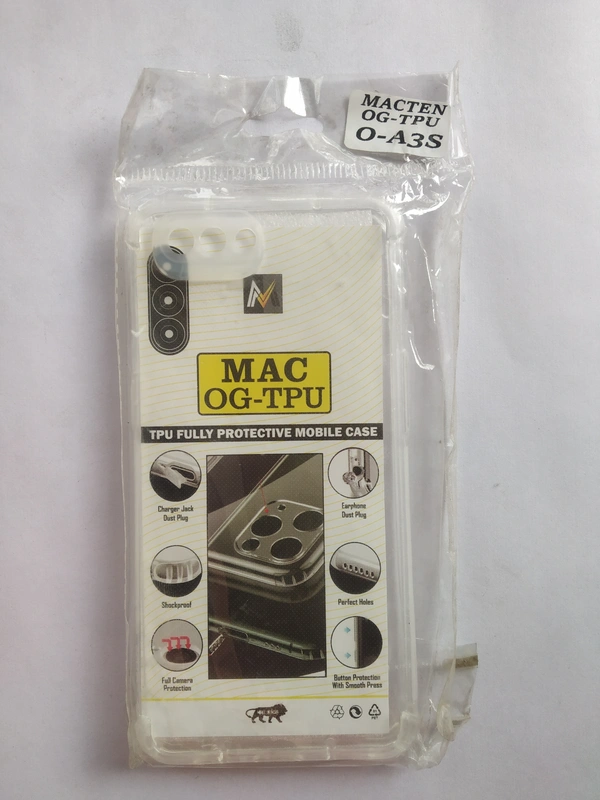 MACTEN
OG-TPU
O-A3S
MAC
OG-TPU
TPU FULLY PROTECTIVE MOBILE CASE
Charger Jack
Dust Plug
Earphone
Dust Plug
Shockproof
Perfect Holes
Full Camera
Protection
Button Protection
With Smooth Press